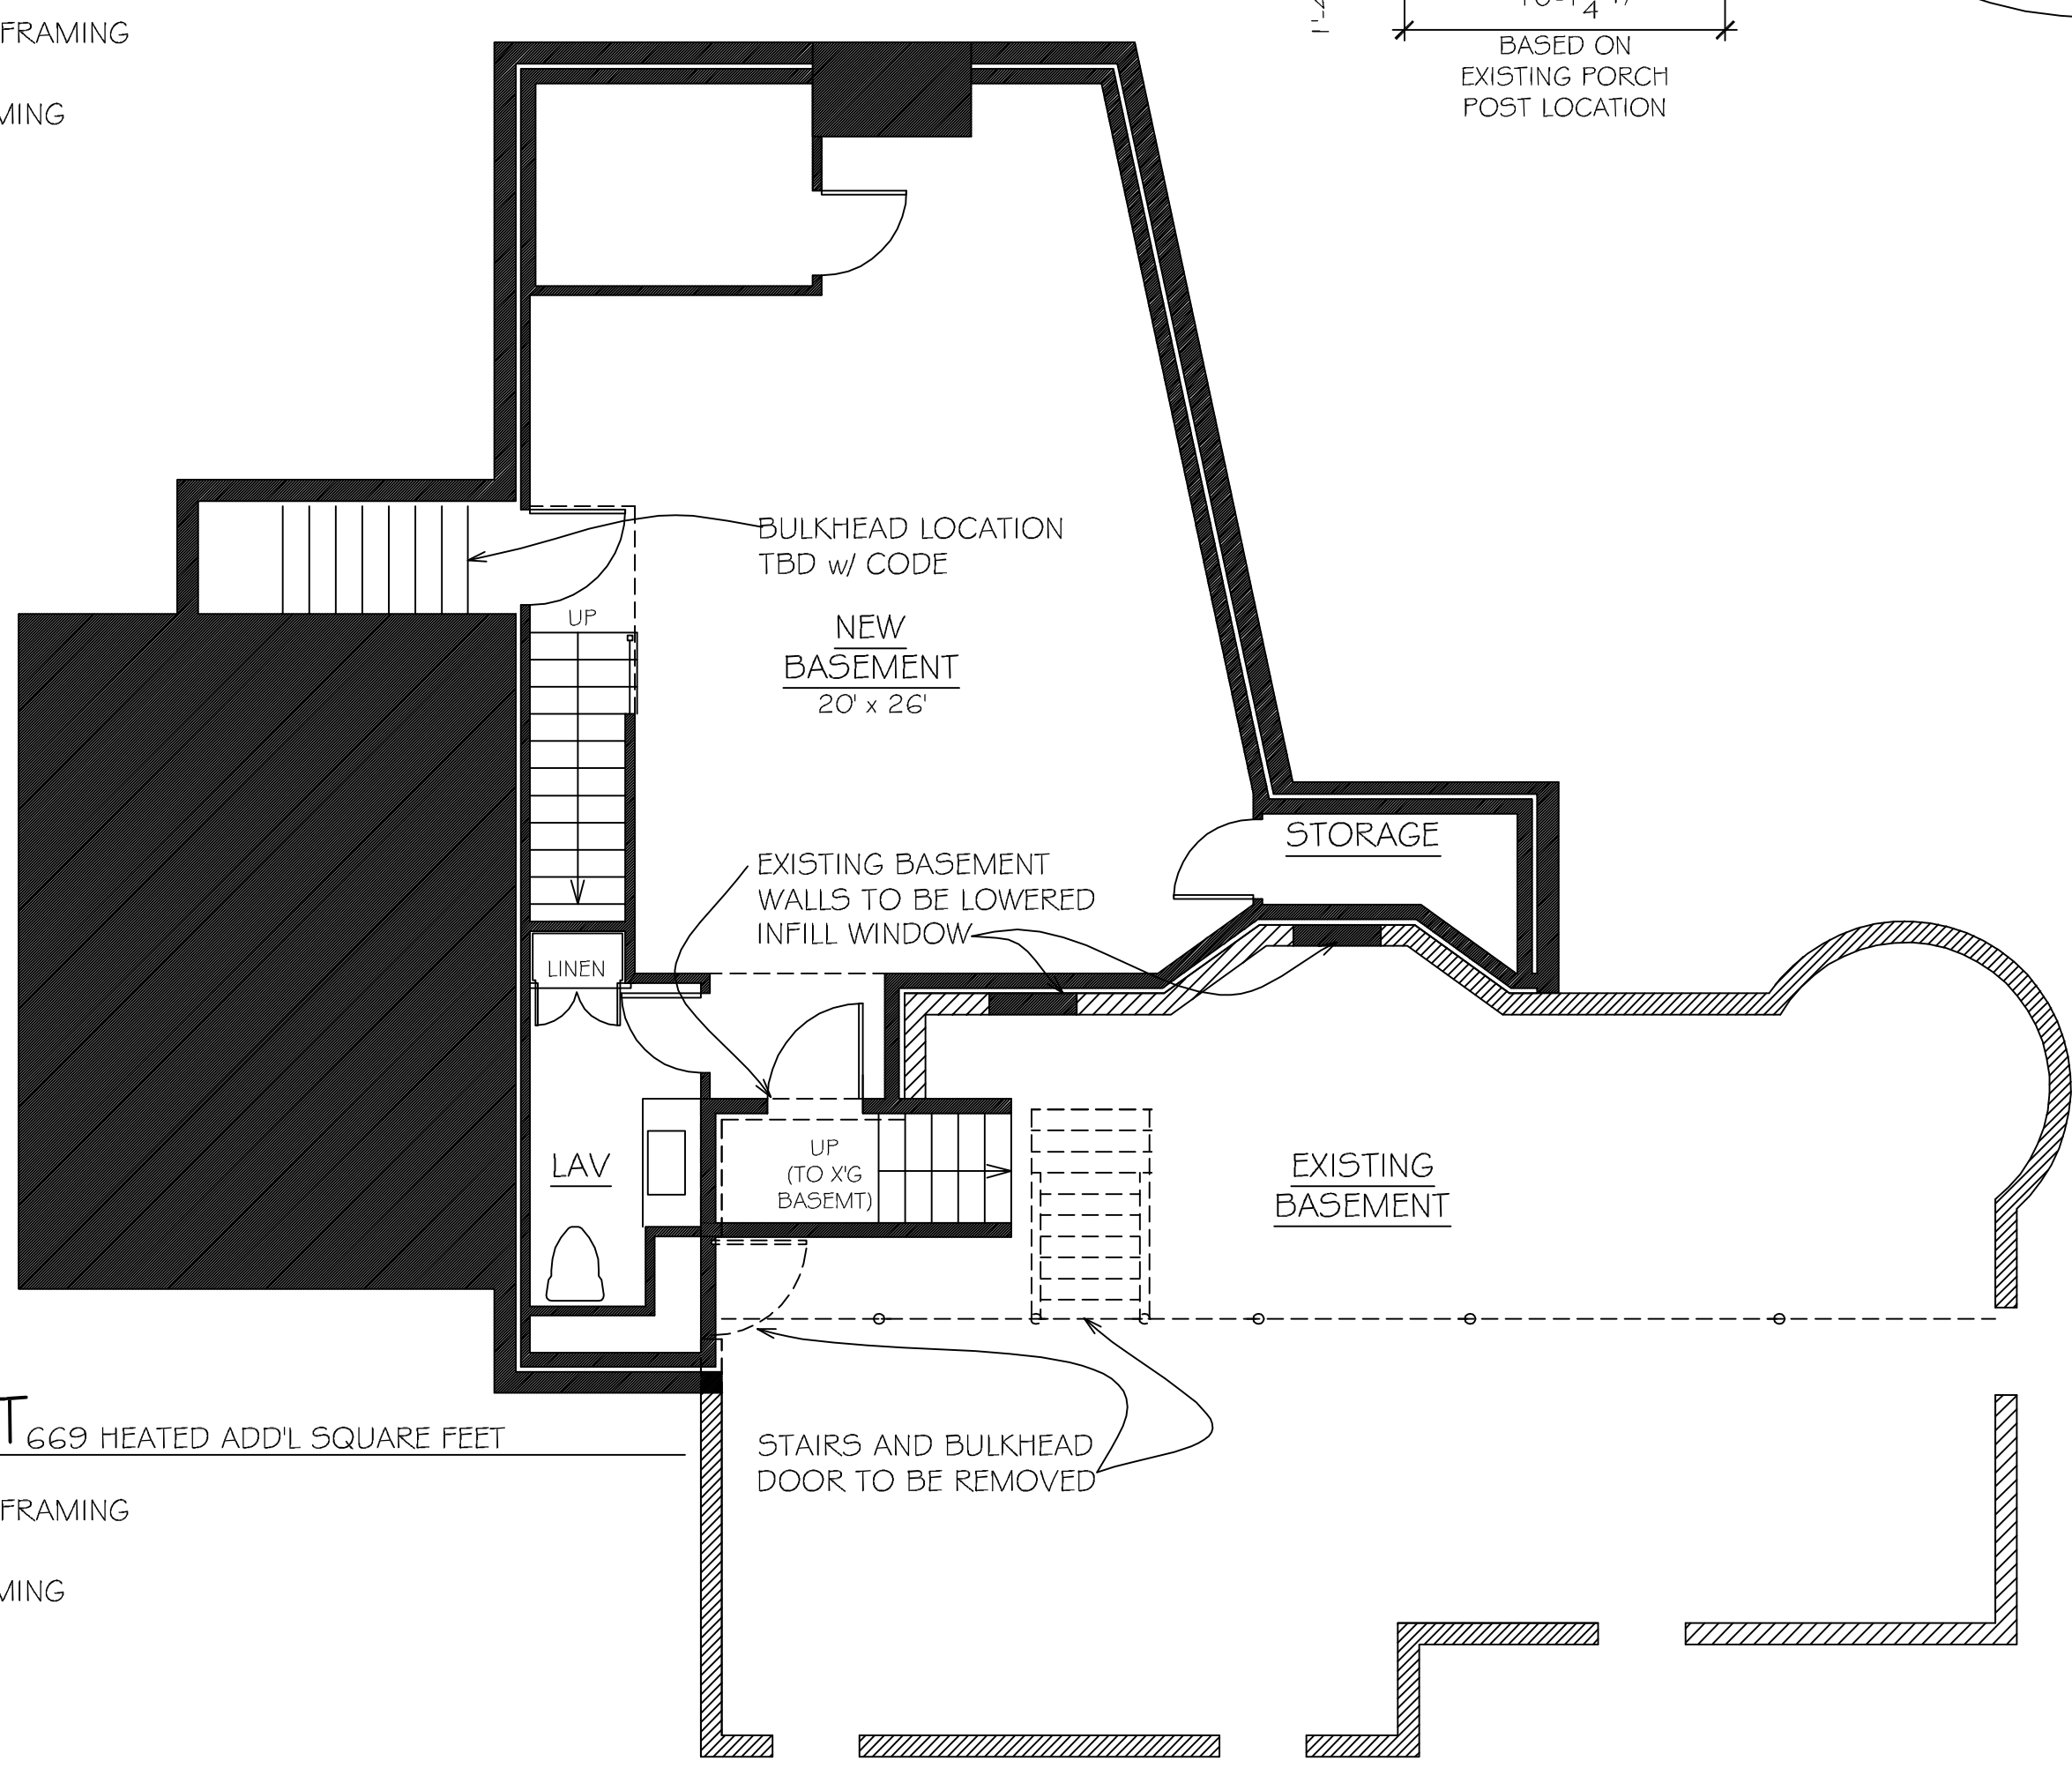 FRAMING
BASED ON
EXISTING PORCH
POST LOCATION
BULKHEAD LOCATION
TBD w/ CODE
UP
NEW
BASEMENT
20' x 26'
STORAGE
EXISTING BASEMENT
WALLS TO BE LOWERED
INFILL WINDOW
LINEN
UP
(TO X'G
BASEMT)
LAV
EXISTING
BASEMENT
669 HEATED ADD'L SQUARE FEET
STAIRS AND BULKHEAD
DOOR TO BE REMOVED
FRAMING